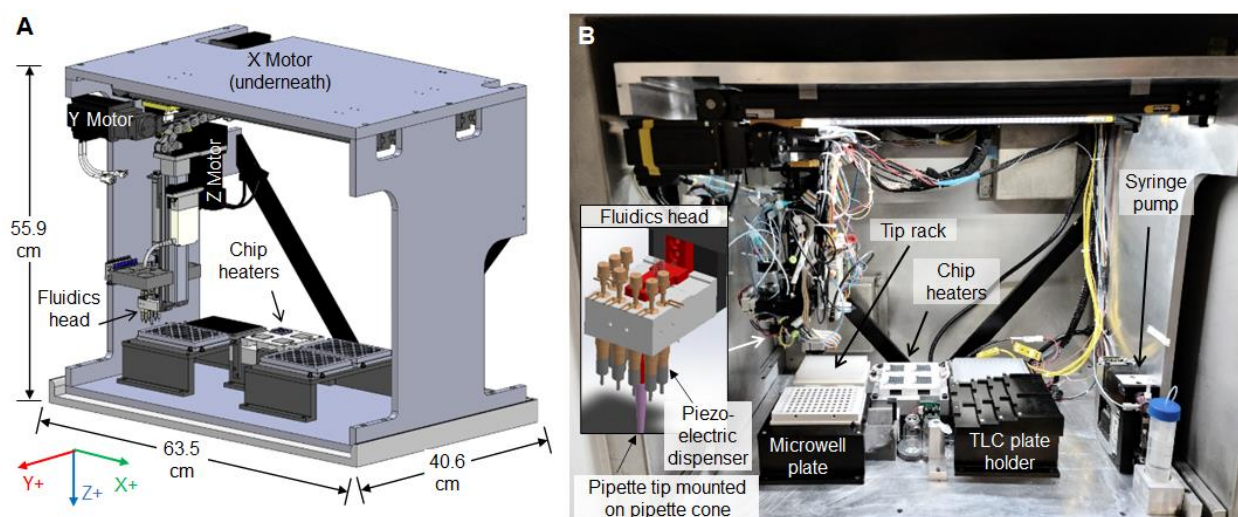 A
X Motor
(underneath)
Y Motor
Z Motor
55.9
cm
Chip
heaters
Fluidics
head
63.5
cm
40.6
cm
Y+
Z+
X+
B
Fluidics head
Syringe
pump
Tip rack
Chip
heaters
Piezo-
electric
dispenser
Microwell
plate
TLC plate
holder
Pipette tip mounted
on pipette cone